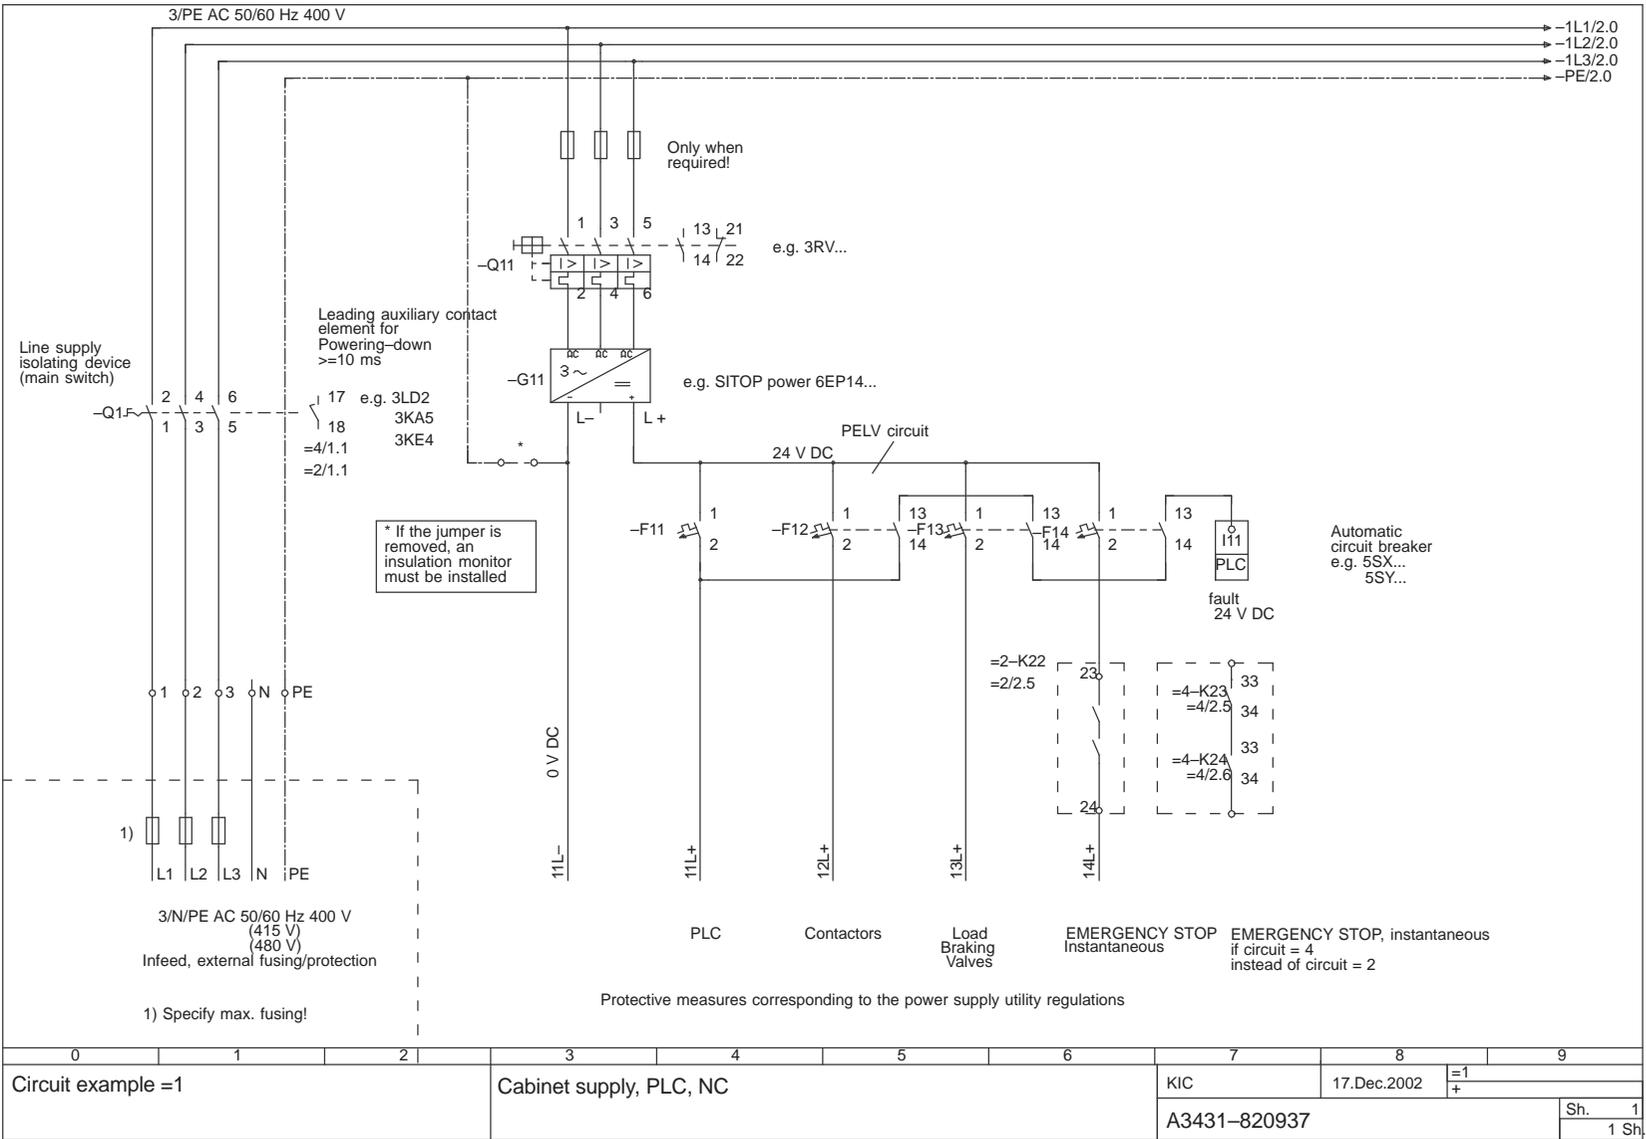 3/PE AC 50/60 Hz 400 V
–1L1/2.0
–1L2/2.0
–1L3/2.0
–PE/2.0
Only when
required!
1 3 5 13 21
e.g. 3RV...
14 22
–Q11
I > I > I >
2 4 6
Leading auxiliary contact
element for
Powering–down
>=10 ms
Line supply
isolating device
(main switch)
AC AC AC
3 ~
–G11
e.g. SITOP power 6EP14...
- +
L– L +
2 4 6 17 e.g. 3LD2
–Q1
3KA5
1 3 5 18
3KE4
=4/1.1
=2/1.1
*
PELV circuit
24 V DC
* If the jumper is
removed, an
insulation monitor
must be installed
1 1 13 1 13 1 13
–F11 –F12 –F13 –F14
2 2 14 2 14 2 14
I11
PLC
fault
24 V DC
Automatic
circuit breaker
e.g. 5SX...
5SY...
=2–K22
=2/2.5
23
24
33
=4–K23
=4/2.5
34
33
=4–K24
=4/2.6
34
1 2 3 N PE
0 V DC
1)
L1 L2 L3 N PE
11L– 11L+ 12L+ 13L+ 14L+
3/N/PE AC 50/60 Hz 400 V
(415 V)
(480 V)
Infeed, external fusing/protection
1) Specify max. fusing!
PLC
Contactors
Load
Braking
Valves
EMERGENCY STOP
Instantaneous
EMERGENCY STOP, instantaneous
if circuit = 4
instead of circuit = 2
Protective measures corresponding to the power supply utility regulations
0 1 2 3 4 5 6 7 8 9
Circuit example =1
Cabinet supply, PLC, NC
KIC
17.Dec.2002
=1
+
A3431–820937
Sh. 1
1 Sh.